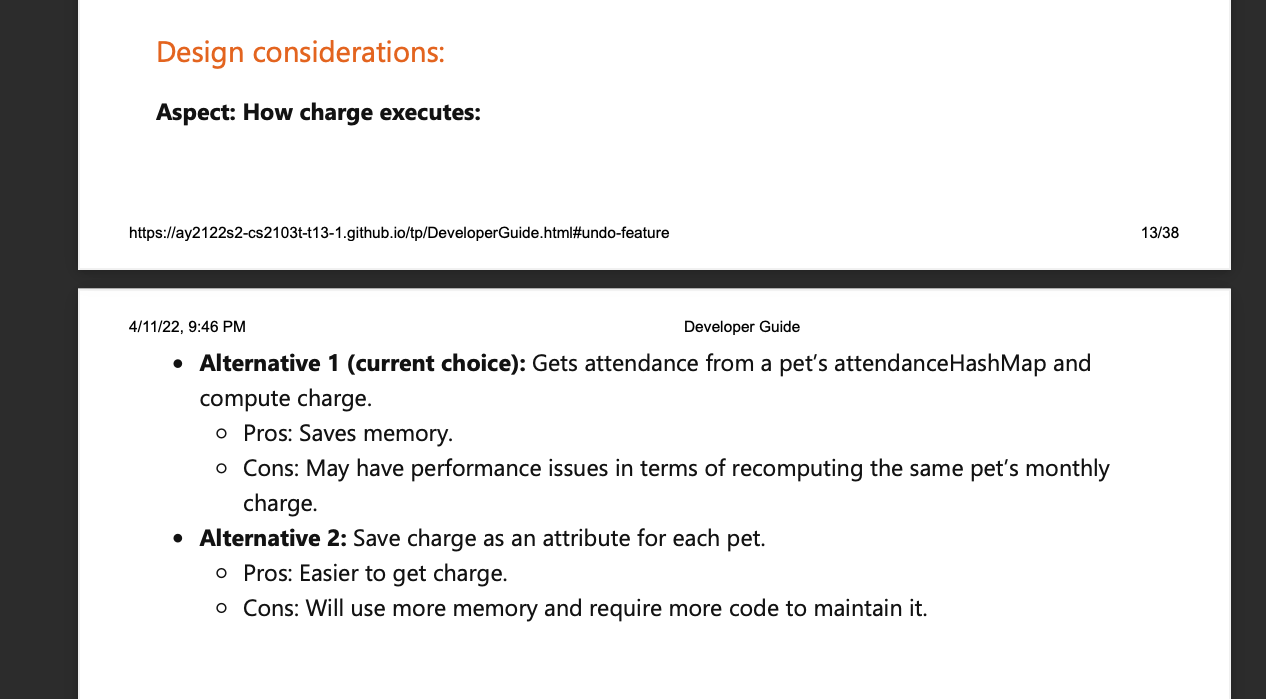 Design considerations:
Aspect: How charge executes:
https://ay2122s2-cs2103t-t13-1.github.io/tp/DeveloperGuide.html#undo-feature 13/38
4/11/22, 9:46 PM Developer Guide
• Alternative 1 (current choice): Gets attendance from a pet’s attendanceHashMap and
compute charge.
○ Pros: Saves memory.
○ Cons: May have performance issues in terms of recomputing the same pet’s monthly
charge.
• Alternative 2: Save charge as an attribute for each pet.
○ Pros: Easier to get charge.
○ Cons: Will use more memory and require more code to maintain it.